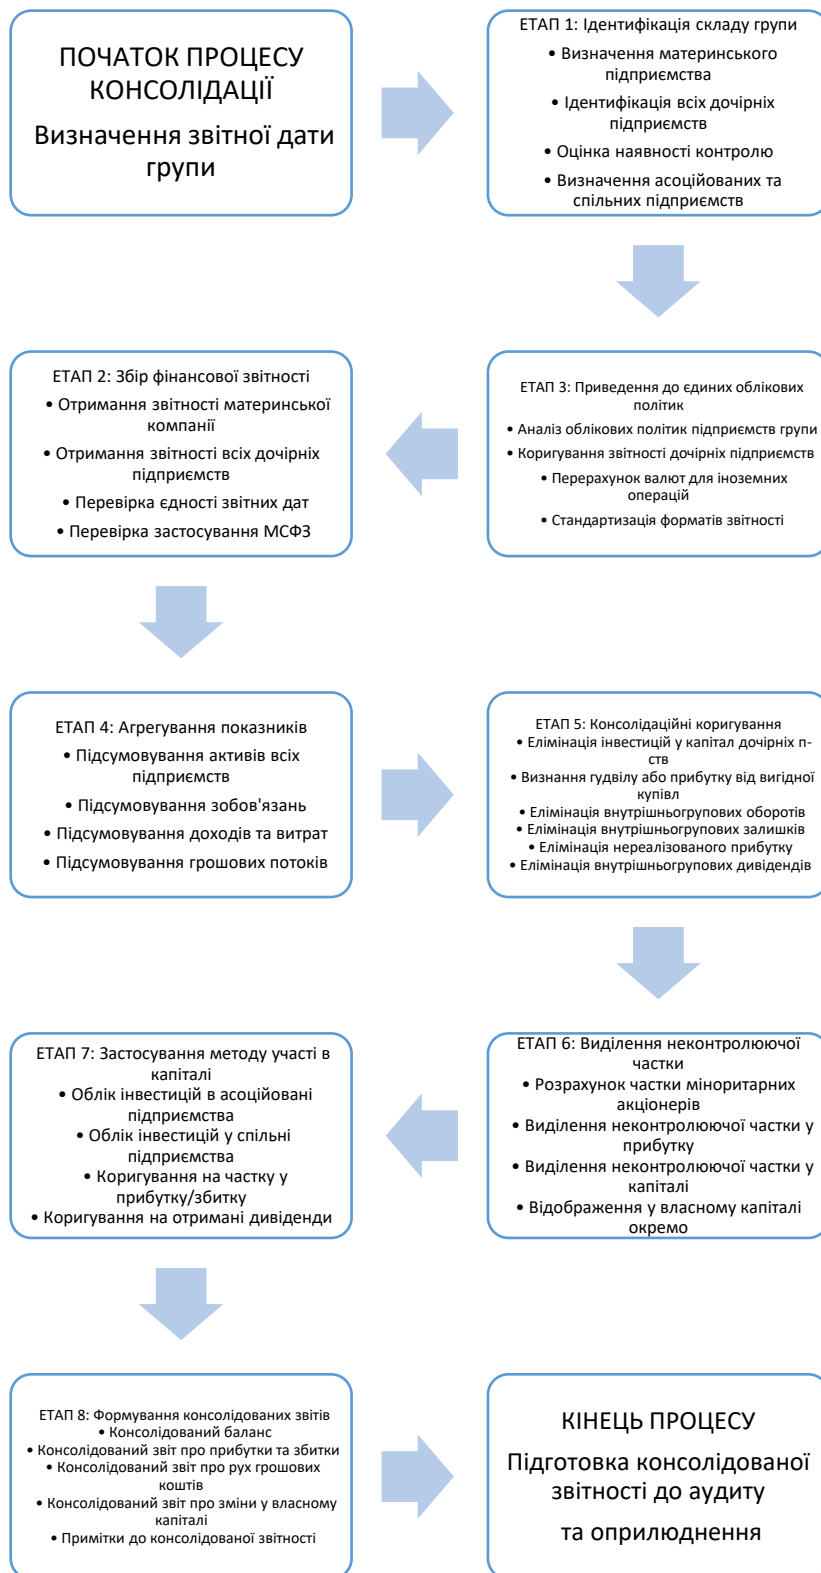 ПОЧАТОК ПРОЦЕСУ
КОНСОЛІДАЦІЇ
Визначення звітної дати
групи
ЕТАП 1: Ідентифікація складу групи
• Визначення материнського
підприємства
• Ідентифікація всіх дочірніх
підприємств
• Оцінка наявності контролю
• Визначення асоційованих та
спільних підприємств
ЕТАП 2: Збір фінансової звітності
• Отримання звітності материнської
компанії
• Отримання звітності всіх дочірніх
підприємств
• Перевірка єдності звітних дат
• Перевірка застосування МСФЗ
ЕТАП 3: Приведення до єдиних облікових
політик
• Аналіз облікових політик підприємств групи
• Коригування звітності дочірніх підприємств
• Перерахунок валют для іноземних
операцій
• Стандартизація форматів звітності
ЕТАП 4: Агрегування показників
• Підсумовування активів всіх
підприємств
• Підсумовування зобов'язань
• Підсумовування доходів та витрат
• Підсумовування грошових потоків
ЕТАП 5: Консолідаційні коригування
• Елімінація інвестицій у капітал дочірніх п-
ств
• Визнання гудвілу або прибутку від вигідної
купівл
• Елімінація внутрішньогрупових оборотів
• Елімінація внутрішньогрупових залишків
• Елімінація нереалізованого прибутку
• Елімінація внутрішньогрупових дивідендів
ЕТАП 7: Застосування методу участі в
капіталі
• Облік інвестицій в асоційовані
підприємства
• Облік інвестицій у спільні
підприємства
• Коригування на частку у
прибутку/збитку
• Коригування на отримані дивіденди
ЕТАП 6: Виділення неконтролюючої
частки
• Розрахунок частки міноритарних
акціонерів
• Виділення неконтролюючої частки у
прибутку
• Виділення неконтролюючої частки у
капіталі
• Відображення у власному капіталі
окремо
ЕТАП 8: Формування консолідованих звітів
• Консолідований баланс
• Консолідований звіт про прибутки та збитки
• Консолідований звіт про рух грошових
коштів
• Консолідований звіт про зміни у власному
капіталі
• Примітки до консолідованої звітності
КІНЕЦЬ ПРОЦЕСУ
Підготовка консолідованої
звітності до аудиту
та оприлюднення